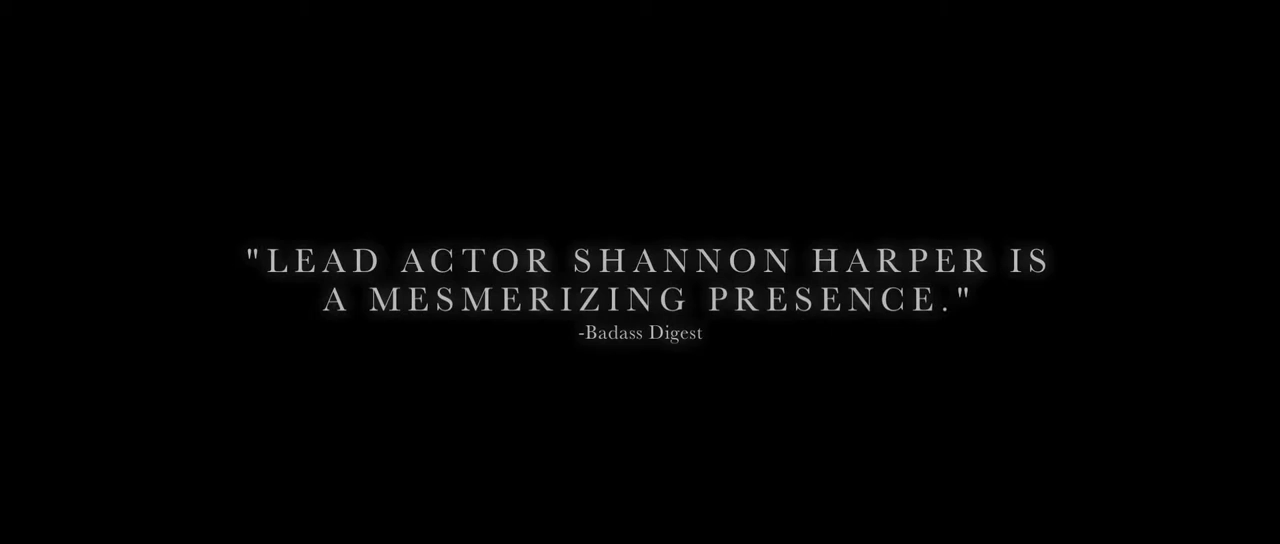 "LEAD ACTOR SHANNON HARPER IS
A MESMERIZING PRESENCE."
-Badass Digest